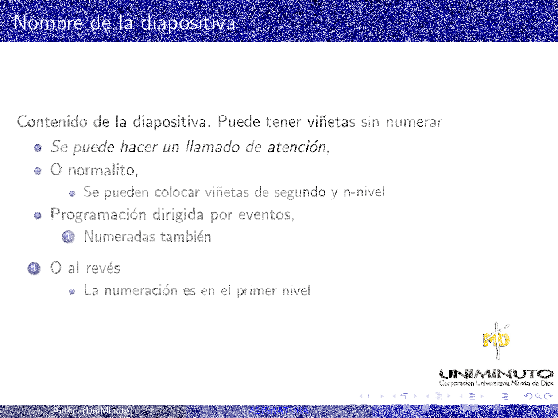 Nombre de la diapositiva
Contenido de la diapositiva. Puede tener viñetas sin numerar
Se puede hacer un llamado de atención,
O normalito,
Se pueden colocar viñetas de segundo y n-nivel
Programación dirigida por eventos,
1 Numeradas también
1 O al revés
La numeración es en el primer nivel
UNIMINUTO
Corporación Universitaria Minuto de Dios